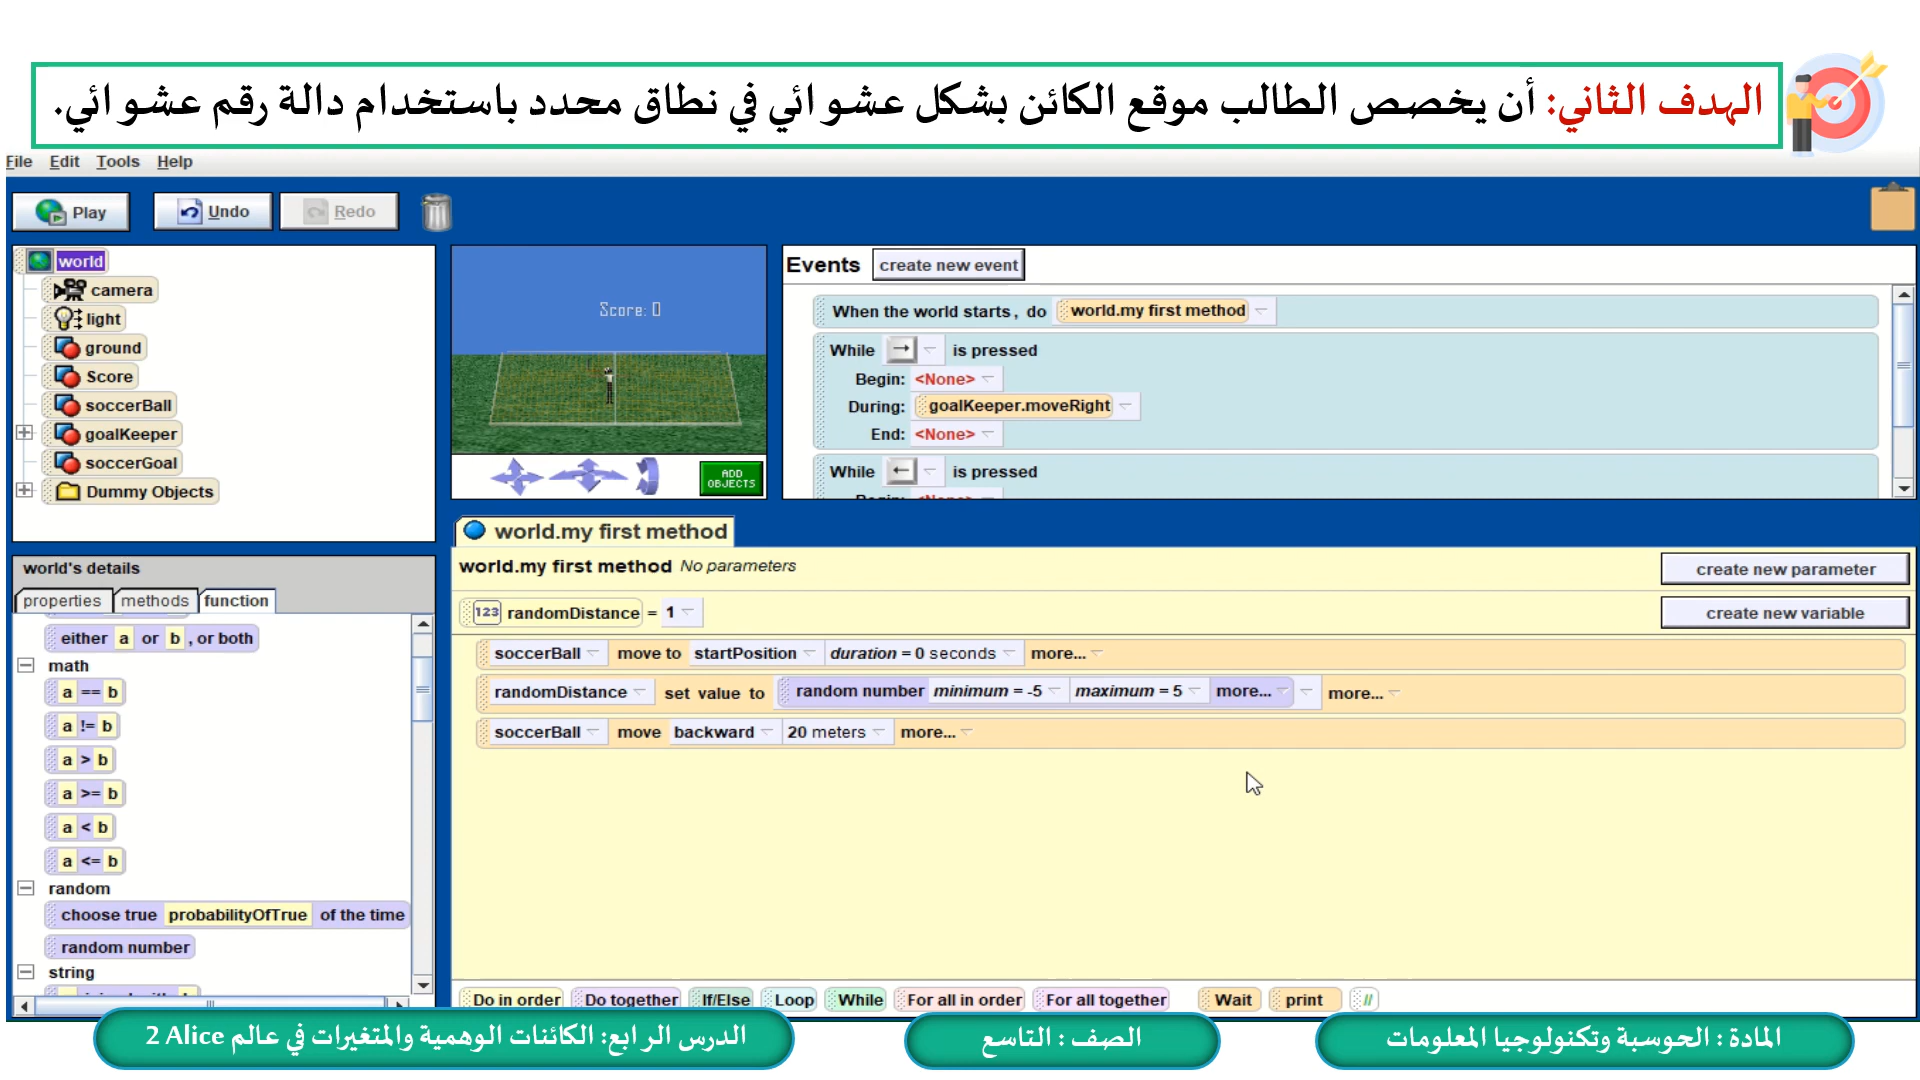 الهدف الثاني: أن يخصص الطالب موقع الكائن بشكل عشوائي في نطاق محدد باستخدام دالة رقم عشوائي.
File Edit Tools Help
Play Undo Redo
world
camera
light
ground
Score
soccerBall
goalKeeper
soccerGoal
Dummy Objects
Score: 0
ADD
OBJECTS
Events create new event
When the world starts, do world.my first method
While → is pressed
Begin: <None>
During: goalKeeper.moveRight
End: <None>
While ← is pressed
world's details
properties methods function
either a or b , or both
math
a == b
a != b
a > b
a >= b
a < b
a <= b
random
choose true probabilityOfTrue of the time
random number
string
world.my first method
world.my first method No parameters
create new parameter
123 randomDistance = 1
create new variable
soccerBall move to startPosition duration = 0 seconds more...
randomDistance set value to random number minimum = -5 maximum = 5 more... more...
soccerBall move backward 20 meters more...
Do in order Do together If/Else Loop While For all in order For all together Wait print //
المادة : الحوسبة وتكنولوجيا المعلومات
الصف : التاسع
الدرس الرابع: الكائنات الوهمية والمتغيرات في عالم Alice 2